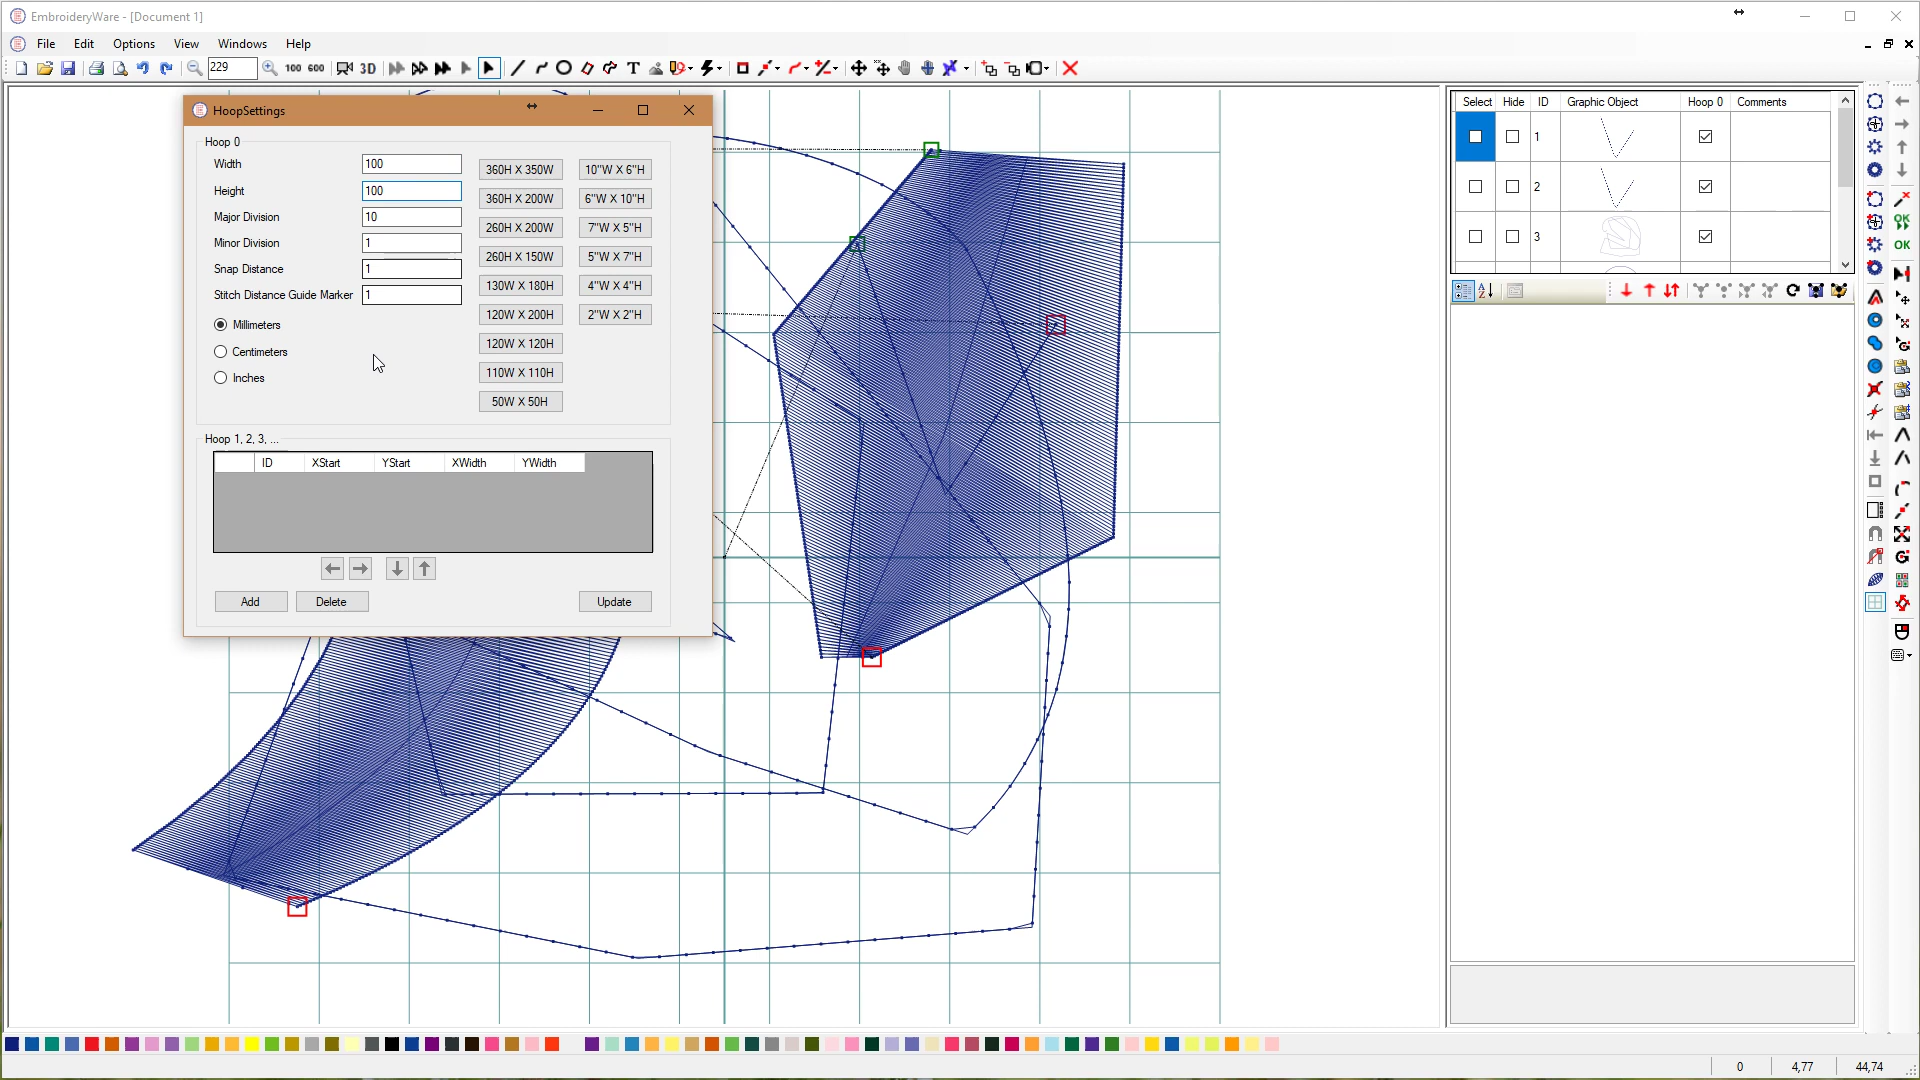 EmbroideryWare - [Document 1]
File Edit Options View Windows Help
229 100 600 3D T
HoopSettings
Hoop 0
Width 100
Height 100
Major Division 10
Minor Division 1
Snap Distance 1
Stitch Distance Guide Marker 1
Millimeters
Centimeters
Inches
360H X 350W 10"W X 6"H
360H X 200W 6"W X 10"H
260H X 200W 7"W X 5"H
260H X 150W 5"W X 7"H
130W X 180H 4"W X 4"H
120W X 200H 2"W X 2"H
120W X 120H
110W X 110H
50W X 50H
Hoop 1, 2, 3, ...
ID XStart YStart XWidth YWidth
Add Delete Update
Select Hide ID Graphic Object Hoop 0 Comments
1
2
3
A Z
OK
OK
0 4,77 44,74